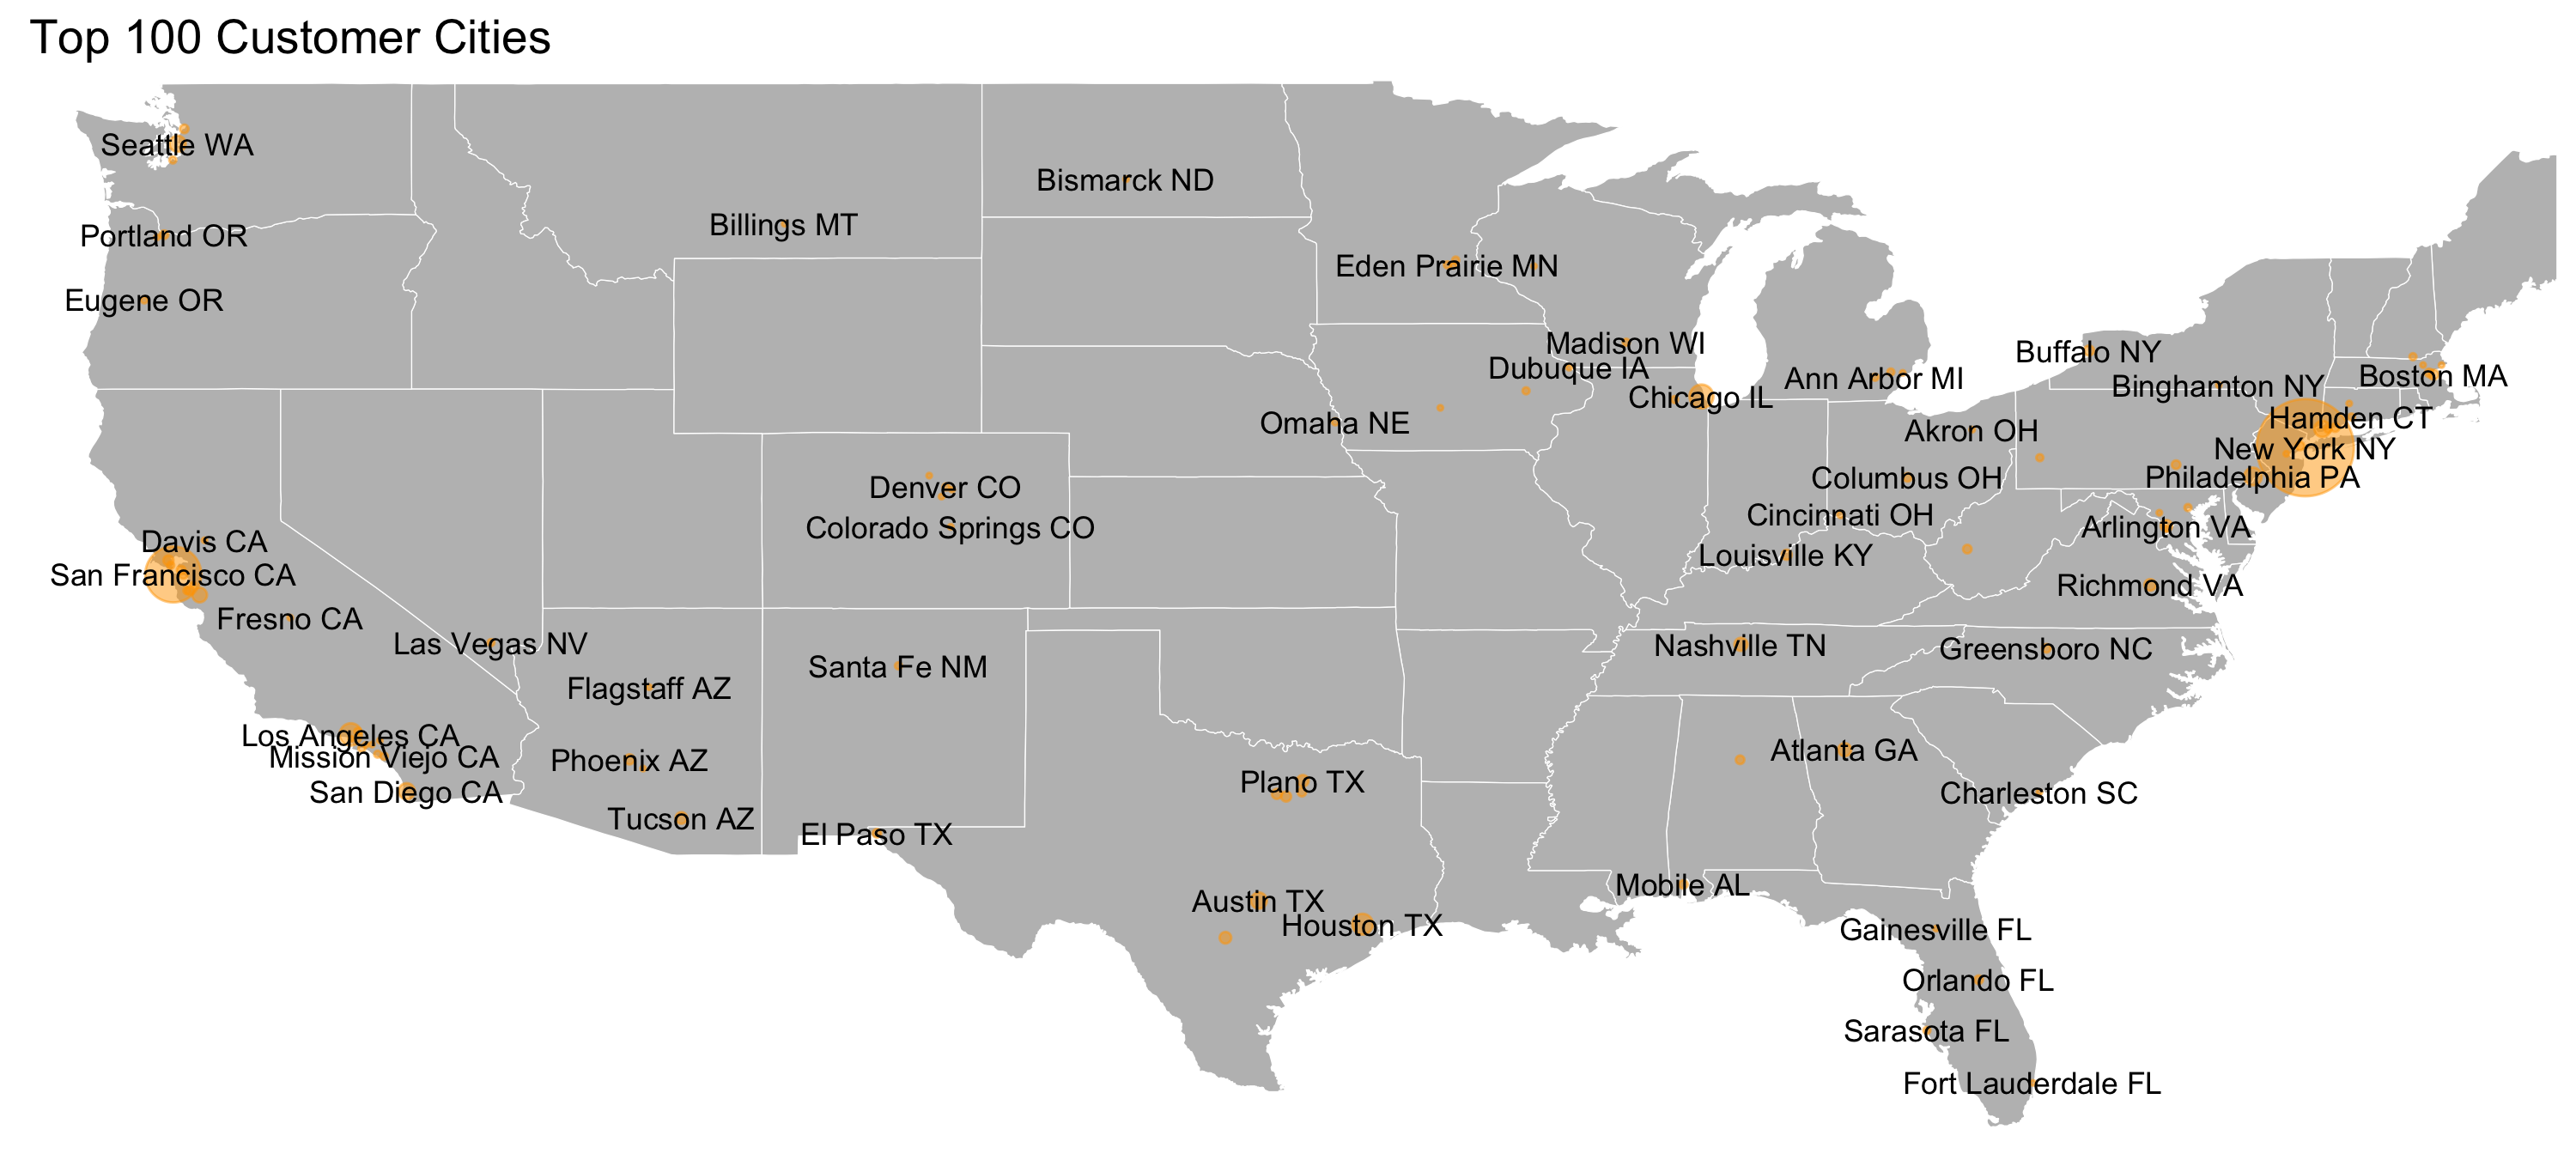 Top 100 Customer Cities
Seattle WA
Bismarck ND
Billings MT
Portland OR
Eden Prairie MN
Eugene OR
Madison WI
Buffalo NY
Dubuque IA
Ann Arbor MI
Boston MA
Binghamton NY
Chicago IL
Hamden CT
Omaha NE
Akron OH
New York NY
Philadelphia PA
Columbus OH
Denver CO
Cincinnati OH
Colorado Springs CO
Arlington VA
Davis CA
Louisville KY
San Francisco CA
Richmond VA
Fresno CA
Las Vegas NV
Nashville TN
Greensboro NC
Santa Fe NM
Flagstaff AZ
Los Angeles CA
Atlanta GA
Mission Viejo CA
Phoenix AZ
Plano TX
San Diego CA
Charleston SC
Tucson AZ
El Paso TX
Mobile AL
Austin TX
Houston TX
Gainesville FL
Orlando FL
Sarasota FL
Fort Lauderdale FL